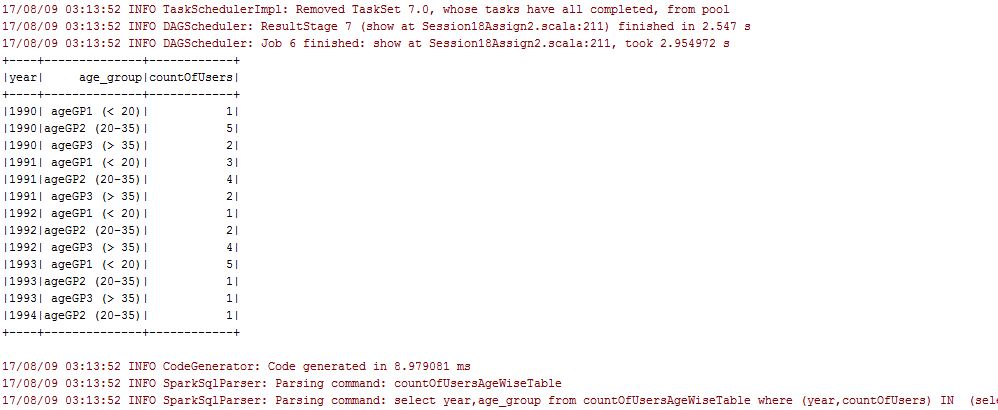 17/08/09 03:13:52 INFO TaskSchedulerImpl: Removed TaskSet 7.0, whose tasks have all completed, from pool
17/08/09 03:13:52 INFO DAGScheduler: ResultStage 7 (show at Session18Assign2.scala:211) finished in 2.547 s
17/08/09 03:13:52 INFO DAGScheduler: Job 6 finished: show at Session18Assign2.scala:211, took 2.954972 s
+----+--------------+------------+
|year|     age_group|countOfUsers|
+----+--------------+------------+
|1990| ageGP1 (< 20)|           1|
|1990|ageGP2 (20-35)|           5|
|1990| ageGP3 (> 35)|           2|
|1991| ageGP1 (< 20)|           3|
|1991|ageGP2 (20-35)|           4|
|1991| ageGP3 (> 35)|           2|
|1992| ageGP1 (< 20)|           1|
|1992|ageGP2 (20-35)|           2|
|1992| ageGP3 (> 35)|           4|
|1993| ageGP1 (< 20)|           5|
|1993|ageGP2 (20-35)|           1|
|1993| ageGP3 (> 35)|           1|
|1994|ageGP2 (20-35)|           1|
+----+--------------+------------+
17/08/09 03:13:52 INFO CodeGenerator: Code generated in 8.979081 ms
17/08/09 03:13:52 INFO SparkSqlParser: Parsing command: countOfUsersAgeWiseTable
17/08/09 03:13:52 INFO SparkSqlParser: Parsing command: select year,age_group from countOfUsersAgeWiseTable where (year,countOfUsers) IN  (sel